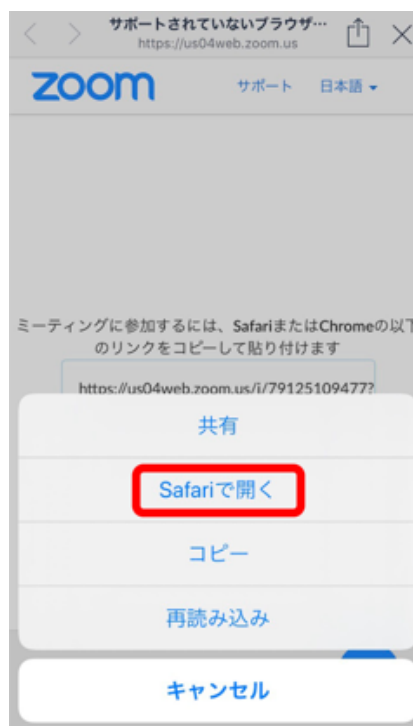 サポートされていないブラウザ…
https://us04web.zoom.us
zoom サポート 日本語
ミーティングに参加するには、SafariまたはChromeの以下
のリンクをコピーして貼り付けます
https://us04web.zoom.us/j/79125109477?
共有
Safariで開く
コピー
再読み込み
キャンセル